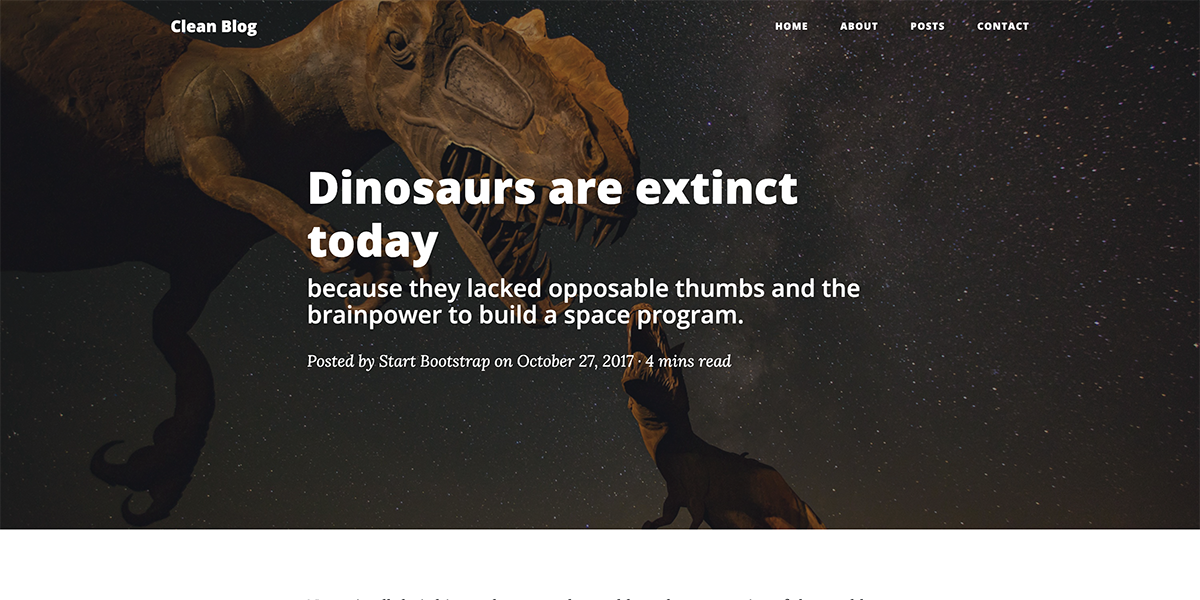 Clean Blog
HOME ABOUT POSTS CONTACT
Dinosaurs are extinct
today
because they lacked opposable thumbs and the
brainpower to build a space program.
Posted by Start Bootstrap on October 27, 2017 · 4 mins read